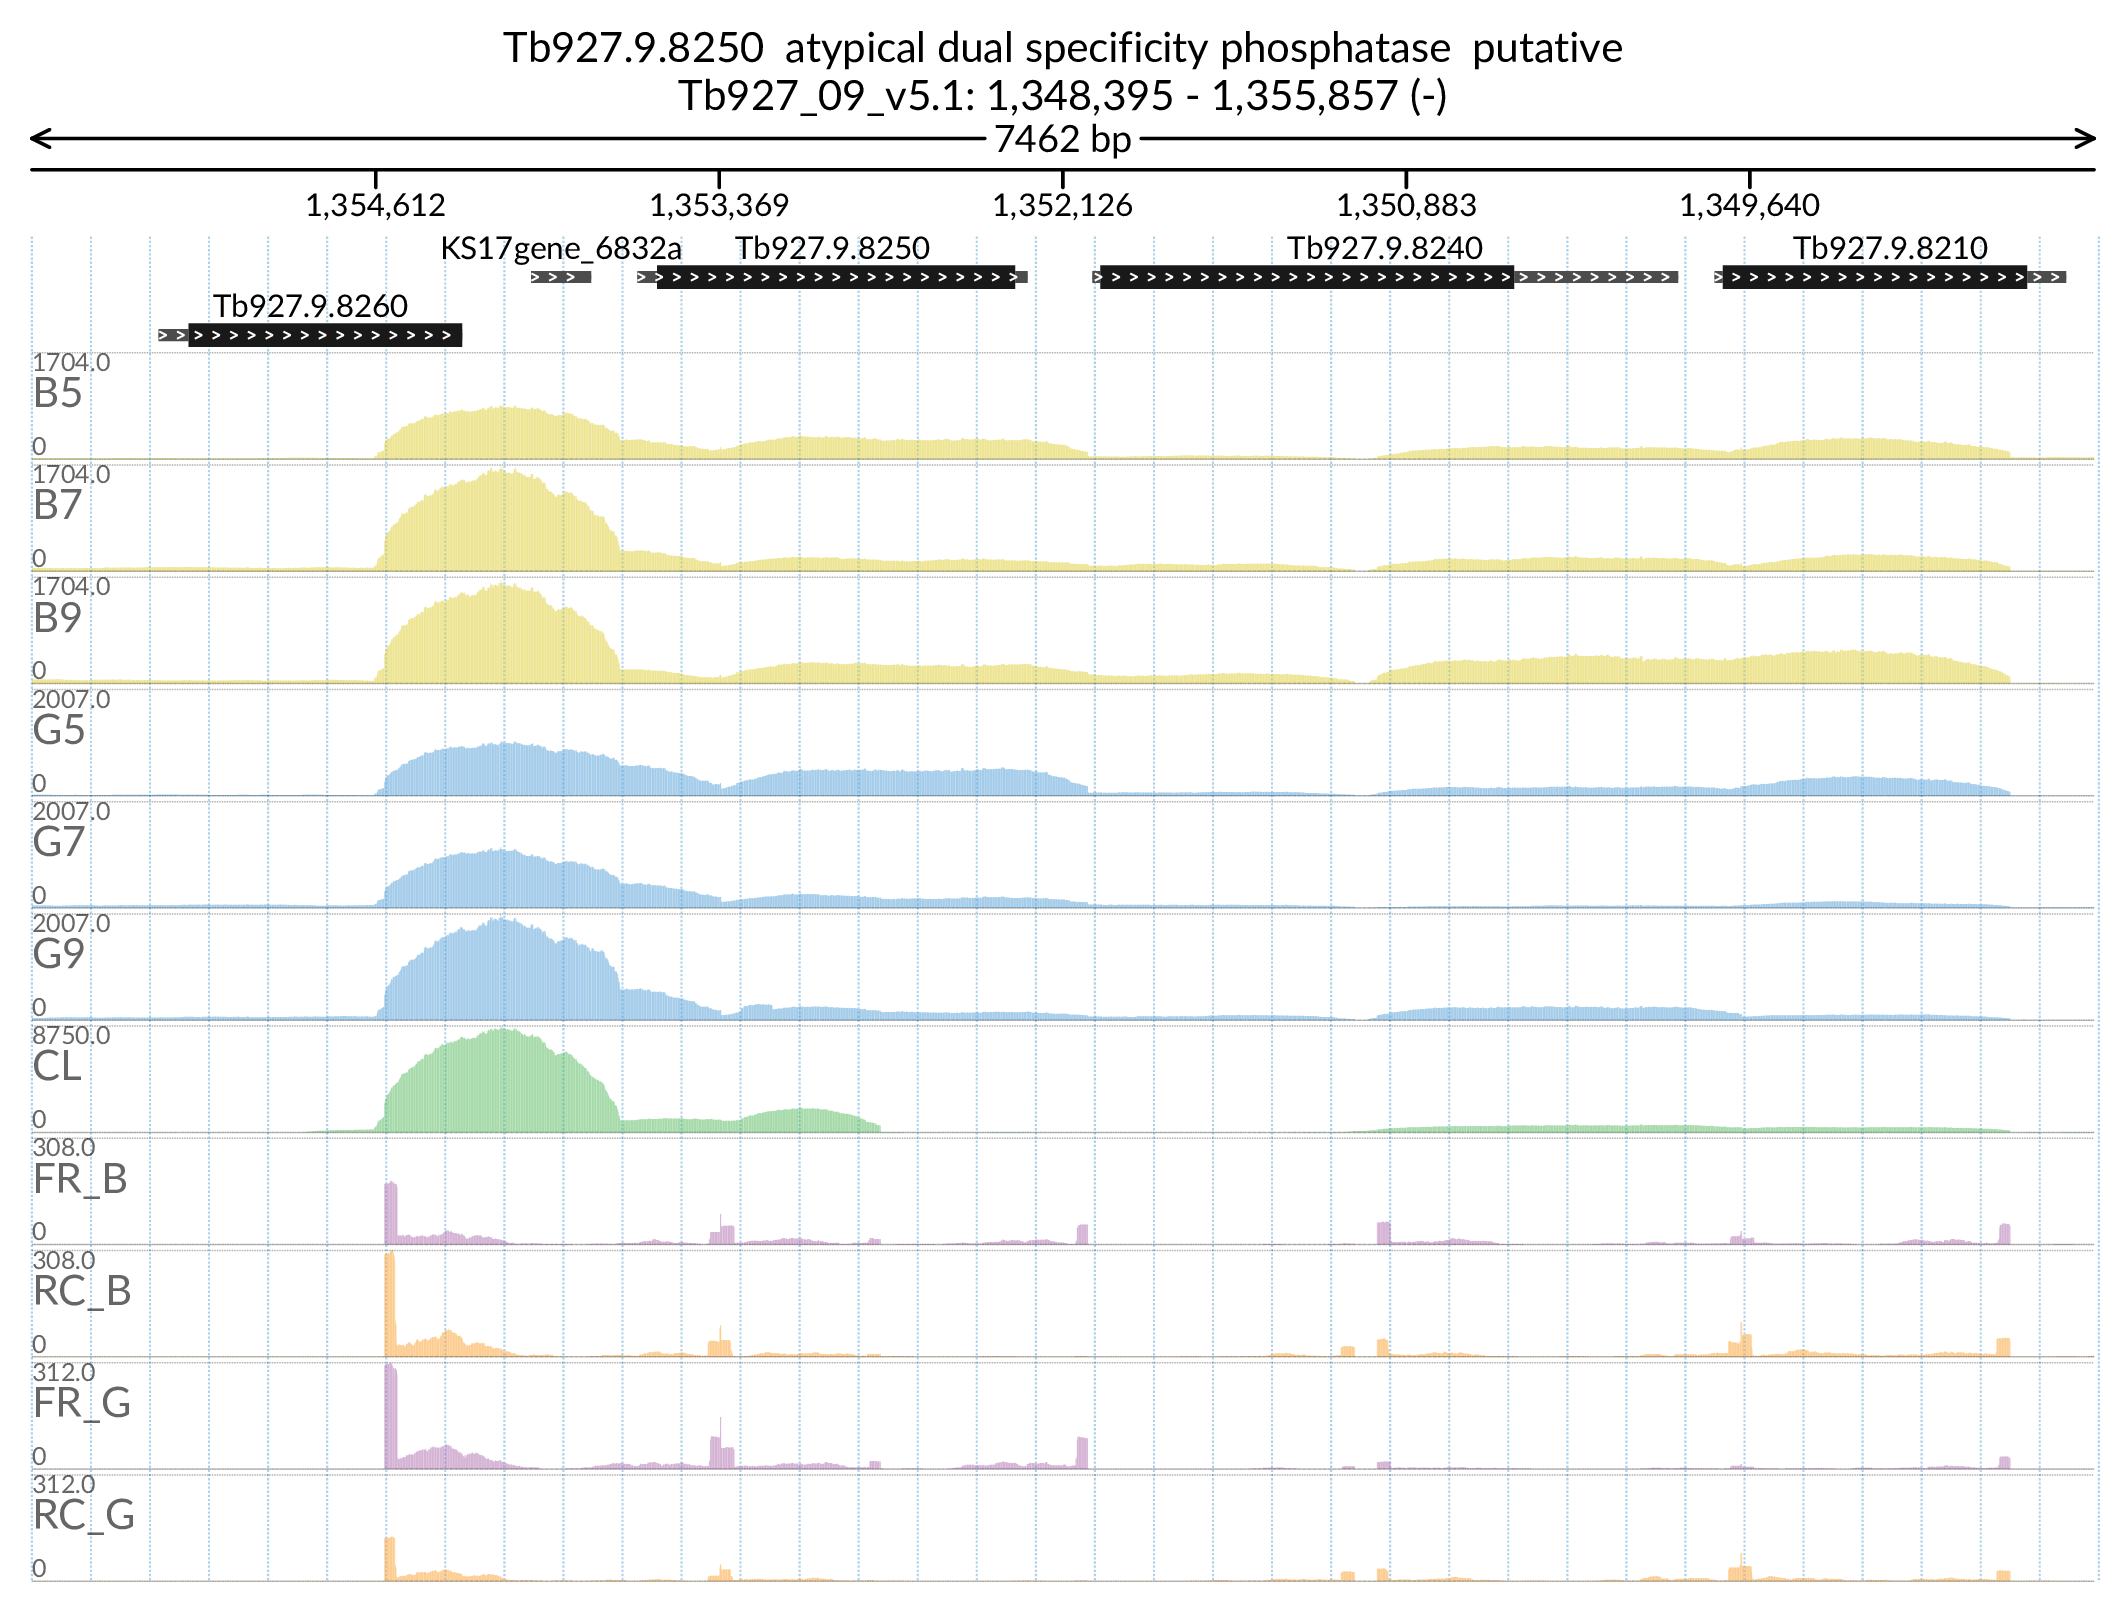 Tb927.9.8250 atypical dual specificity phosphatase putative
Tb927_09_v5.1: 1,348,395 - 1,355,857 (-)
7462 bp
1,354,612 1,353,369 1,352,126 1,350,883 1,349,640
KS17gene_6832a Tb927.9.8250 Tb927.9.8240 Tb927.9.8210
Tb927.9.8260
1704.0
B5
0
1704.0
B7
0
1704.0
B9
0
2007.0
G5
0
2007.0
G7
0
2007.0
G9
0
8750.0
CL
0
308.0
FR_B
0
308.0
RC_B
0
312.0
FR_G
0
312.0
RC_G
0